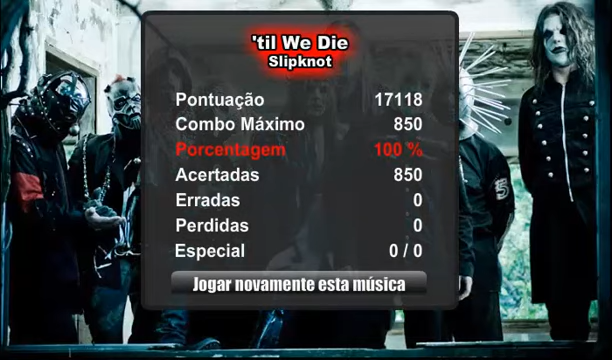 'til We Die
Slipknot
Pontuação 17118
Combo Máximo 850
Porcentagem 100 %
Acertadas 850
Erradas 0
Perdidas 0
Especial 0 / 0
Jogar novamente esta música
5